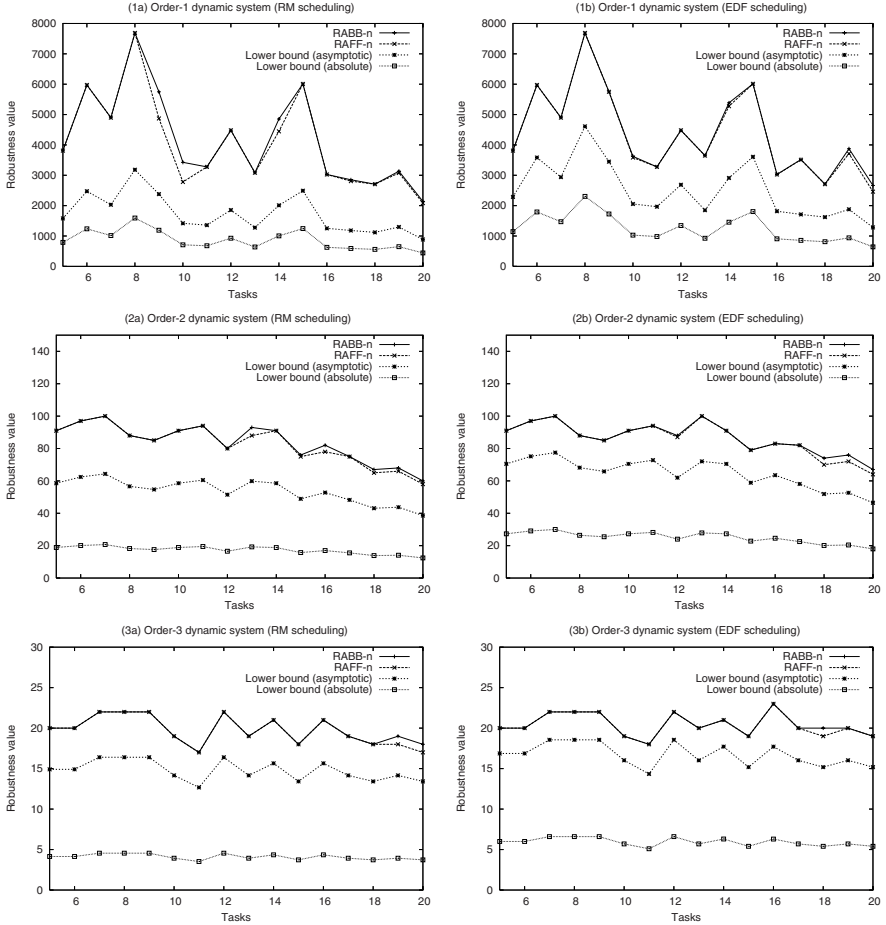 (1a) Order-1 dynamic system (RM scheduling)
RABB-n
RAFF-n
Lower bound (asymptotic)
Lower bound (absolute)
Robustness value
8000
7000
6000
5000
4000
3000
2000
1000
0
6 8 10 12 14 16 18 20
Tasks
(1b) Order-1 dynamic system (EDF scheduling)
RABB-n
RAFF-n
Lower bound (asymptotic)
Lower bound (absolute)
Robustness value
8000
7000
6000
5000
4000
3000
2000
1000
0
6 8 10 12 14 16 18 20
Tasks
(2a) Order-2 dynamic system (RM scheduling)
RABB-n
RAFF-n
Lower bound (asymptotic)
Lower bound (absolute)
Robustness value
140
120
100
80
60
40
20
0
6 8 10 12 14 16 18 20
Tasks
(2b) Order-2 dynamic system (EDF scheduling)
RABB-n
RAFF-n
Lower bound (asymptotic)
Lower bound (absolute)
Robustness value
140
120
100
80
60
40
20
0
6 8 10 12 14 16 18 20
Tasks
(3a) Order-3 dynamic system (RM scheduling)
RABB-n
RAFF-n
Lower bound (asymptotic)
Lower bound (absolute)
Robustness value
30
25
20
15
10
5
0
6 8 10 12 14 16 18 20
Tasks
(3b) Order-3 dynamic system (EDF scheduling)
RABB-n
RAFF-n
Lower bound (asymptotic)
Lower bound (absolute)
Robustness value
30
25
20
15
10
5
0
6 8 10 12 14 16 18 20
Tasks